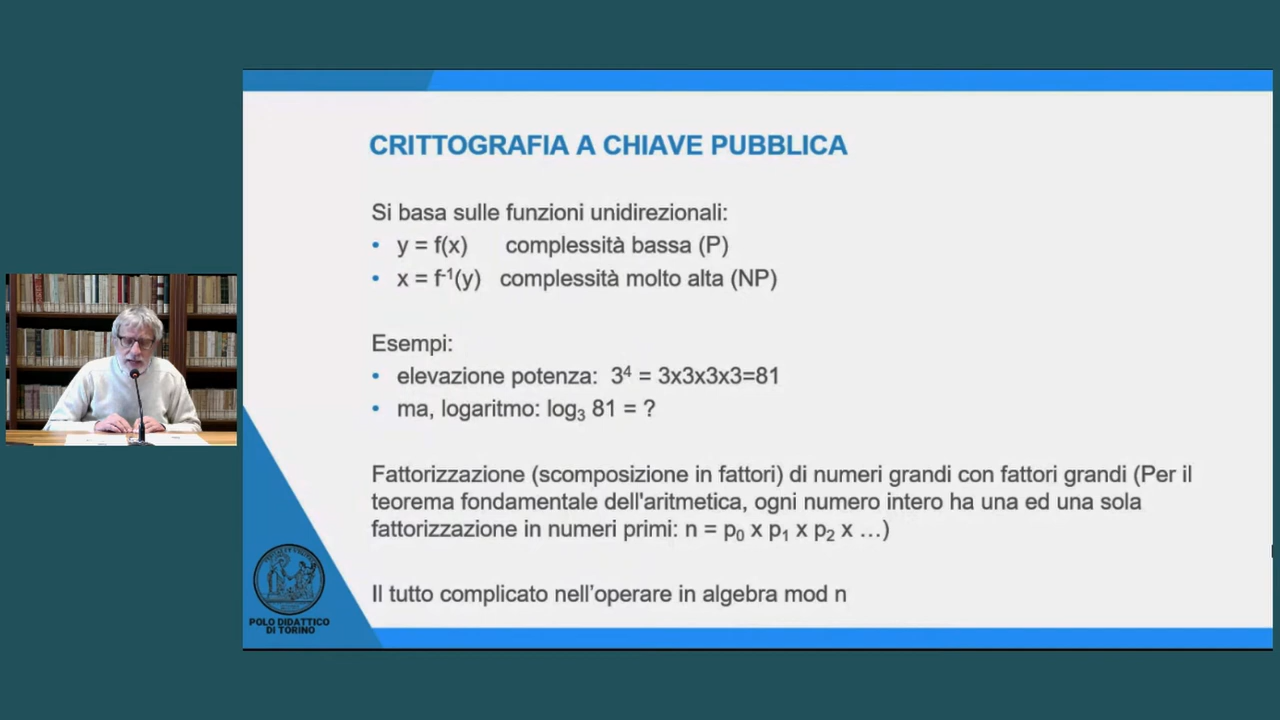 CRITTOGRAFIA A CHIAVE PUBBLICA
Si basa sulle funzioni unidirezionali:
• y = f(x) complessità bassa (P)
• x = f⁻¹(y) complessità molto alta (NP)
Esempi:
• elevazione potenza: 3⁴ = 3x3x3x3=81
• ma, logaritmo: log₃ 81 = ?
Fattorizzazione (scomposizione in fattori) di numeri grandi con fattori grandi (Per il
teorema fondamentale dell'aritmetica, ogni numero intero ha una ed una sola
fattorizzazione in numeri primi: n = p₀ x p₁ x p₂ x …)
Il tutto complicato nell’operare in algebra mod n
POLO DIDATTICO
DI TORINO